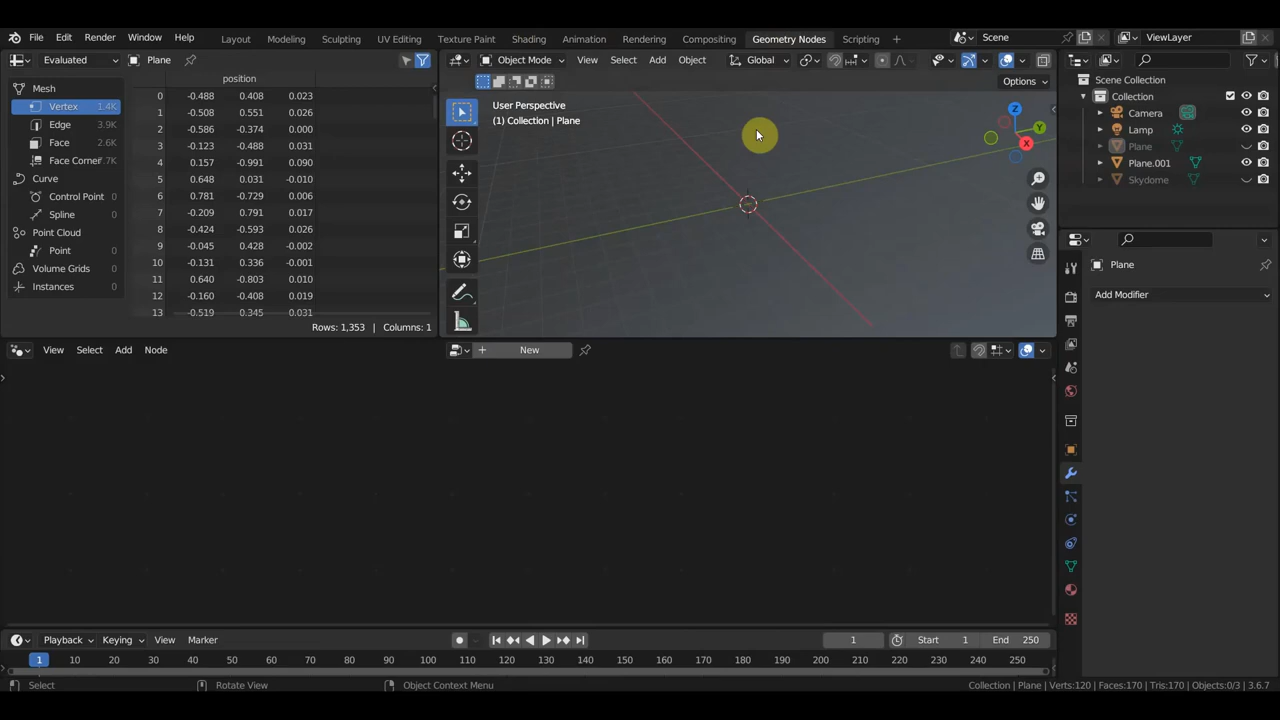 File Edit Render Window Help Layout Modeling Sculpting UV Editing Texture Paint Shading Animation Rendering Compositing Geometry Nodes Scripting + Scene ViewLayer
Evaluated Plane
Object Mode View Select Add Object Global
Options
position
Mesh
Vertex 1.4K
Edge 3.9K
Face 2.6K
Face Corner 7.7K
Curve
Control Point 0
Spline 0
Point Cloud
Point 0
Volume Grids
Instances 0
0 -0.488 0.408 0.023
1 -0.508 0.551 0.026
2 -0.586 -0.374 0.000
3 -0.123 -0.488 0.031
4 0.157 -0.991 0.090
5 0.648 0.031 -0.010
6 0.781 -0.729 0.006
7 -0.209 0.791 0.017
8 -0.424 -0.593 0.026
9 -0.045 0.428 -0.002
10 -0.131 0.336 -0.001
11 0.640 -0.803 0.010
12 -0.160 -0.408 0.019
13 -0.519 0.345 0.031
Rows: 1,353 | Columns: 1
User Perspective
(1) Collection | Plane
Z
Y
X
Scene Collection
Collection
Camera
Lamp
Plane
Plane.001
Skydome
Plane
Add Modifier
View Select Add Node
+ New
Playback Keying View Marker
1 Start 1 End 250
1 10 20 30 40 50 60 70 80 90 100 110 120 130 140 150 160 170 180 190 200 210 220 230 240 250
Select Rotate View Object Context Menu
Collection | Plane | Verts:120 | Faces:170 | Tris:170 | Objects:0/3 | 3.6.7